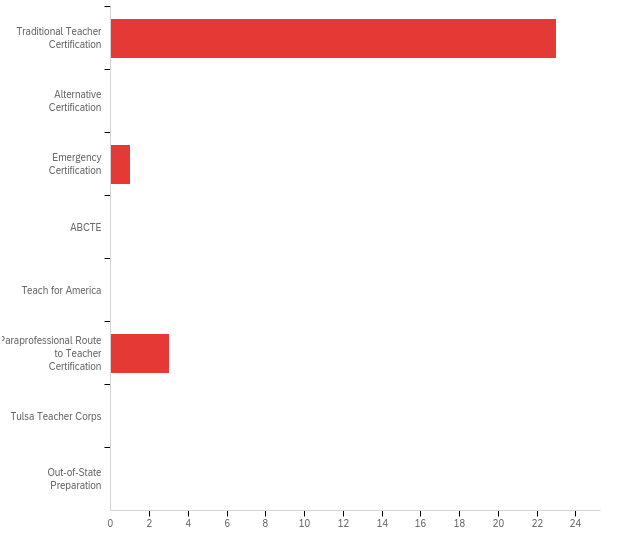 Traditional Teacher
Certification
Alternative
Certification
Emergency
Certification
ABCTE
Teach for America
Paraprofessional Route
to Teacher
Certification
Tulsa Teacher Corps
Out-of-State
Preparation
0 2 4 6 8 10 12 14 16 18 20 22 24